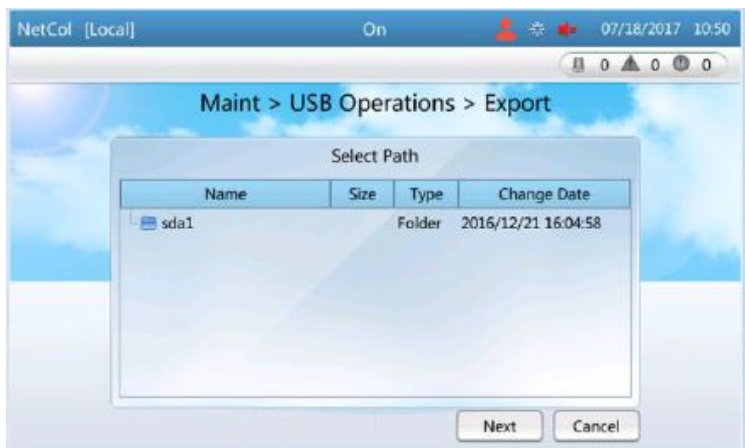 NetCol [Local] On 07/18/2017 10:50
0 0 0
Maint > USB Operations > Export
Select Path
Name Size Type Change Date
sda1 Folder 2016/12/21 16:04:58
Next Cancel